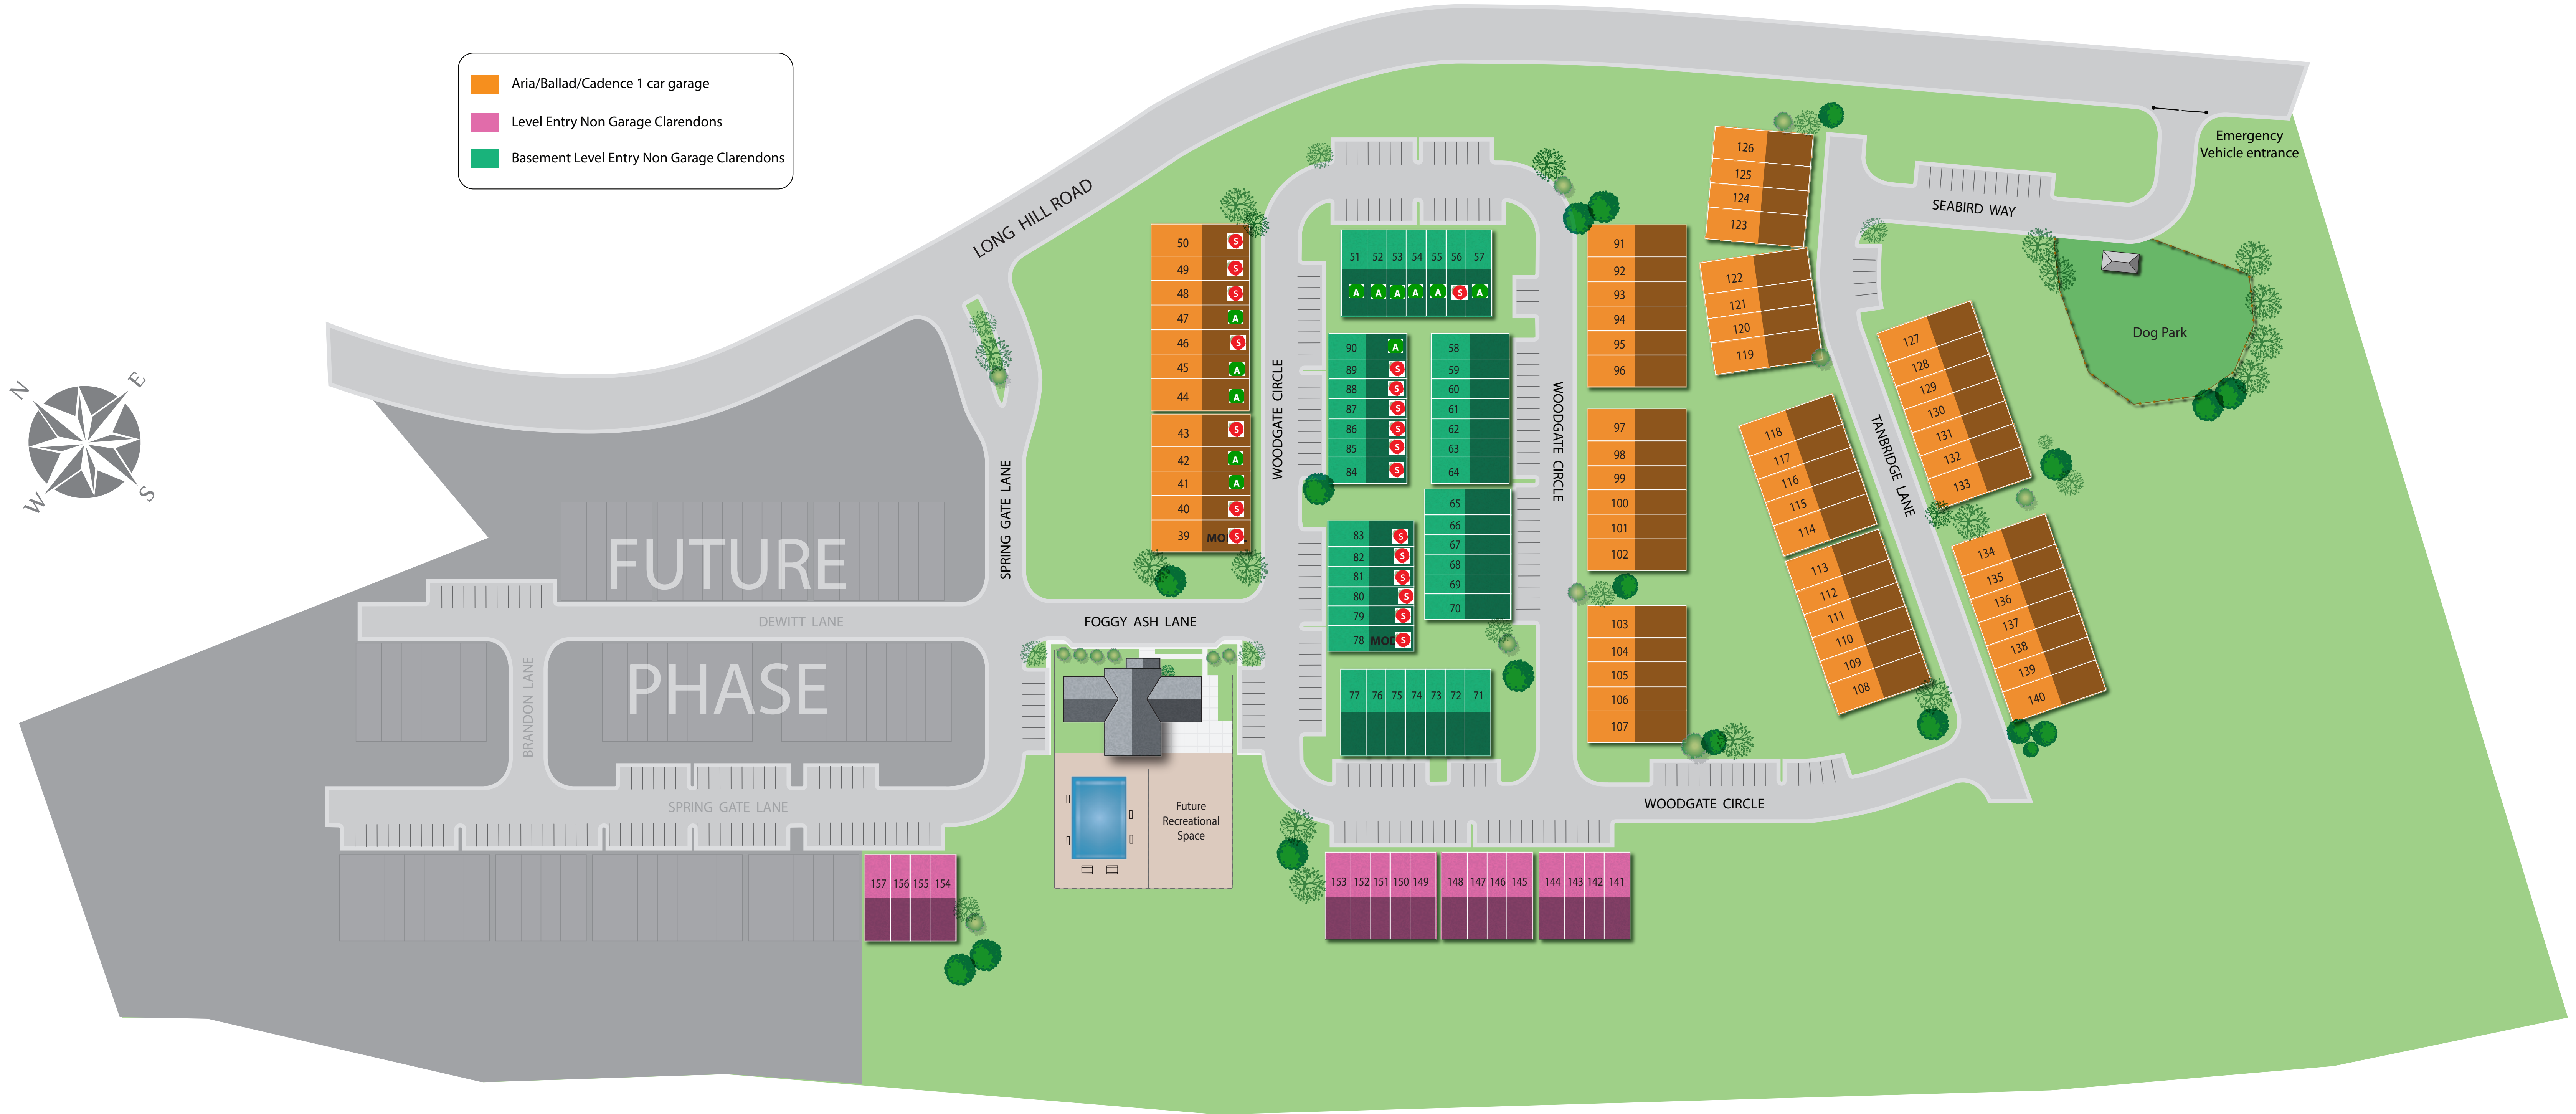 Aria/Ballad/Cadence 1 car garage
Level Entry Non Garage Clarendons
Basement Level Entry Non Garage Clarendons
N
E
W
S
LONG HILL ROAD
Emergency
Vehicle entrance
SEABIRD WAY
Dog Park
SPRING GATE LANE
WOODGATE CIRCLE
WOODGATE CIRCLE
TANBRIDGE LANE
FUTURE
PHASE
DEWITT LANE
BRANDON LANE
SPRING GATE LANE
FOGGY ASH LANE
Future
Recreational
Space
WOODGATE CIRCLE
50 S
49 S
48 S
47 A
46 S
45 A
44 A
43 S
42 A
41 A
40 S
39 MO S
51 52 53 54 55 56 57
A A A A A S A
90 A
89 S
88 S
87 S
86 S
85 S
84 S
58
59
60
61
62
63
64
83 S
82 S
81 S
80 S
79 S
78 MO S
65
66
67
68
69
70
77 76 75 74 73 72 71
91
92
93
94
95
96
97
98
99
100
101
102
103
104
105
106
107
126
125
124
123
122
121
120
119
118
117
116
115
114
113
112
111
110
109
108
127
128
129
130
131
132
133
134
135
136
137
138
139
140
157 156 155 154
153 152 151 150 149
148 147 146 145
144 143 142 141